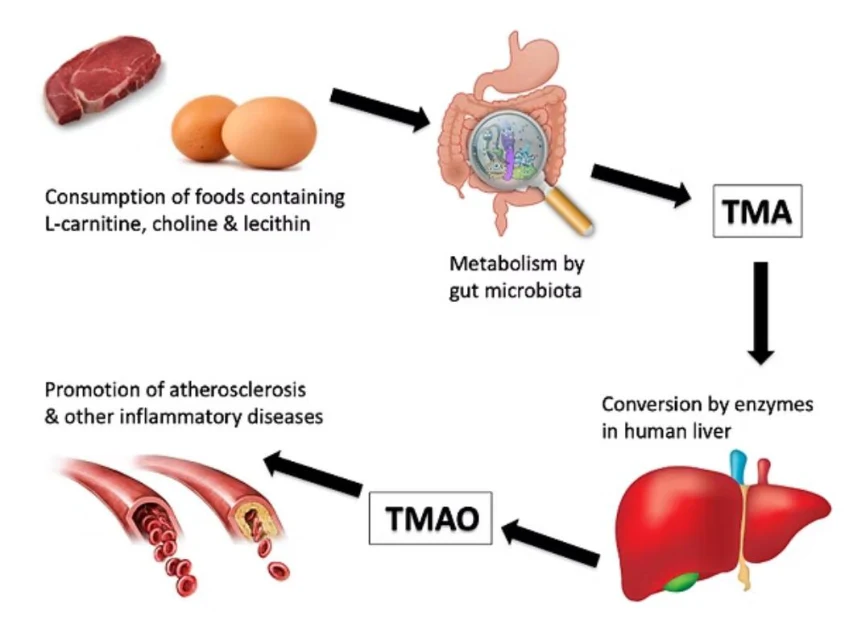 Consumption of foods containing
L-carnitine, choline & lecithin
Metabolism by
gut microbiota
TMA
Conversion by enzymes
in human liver
TMAO
Promotion of atherosclerosis
& other inflammatory diseases